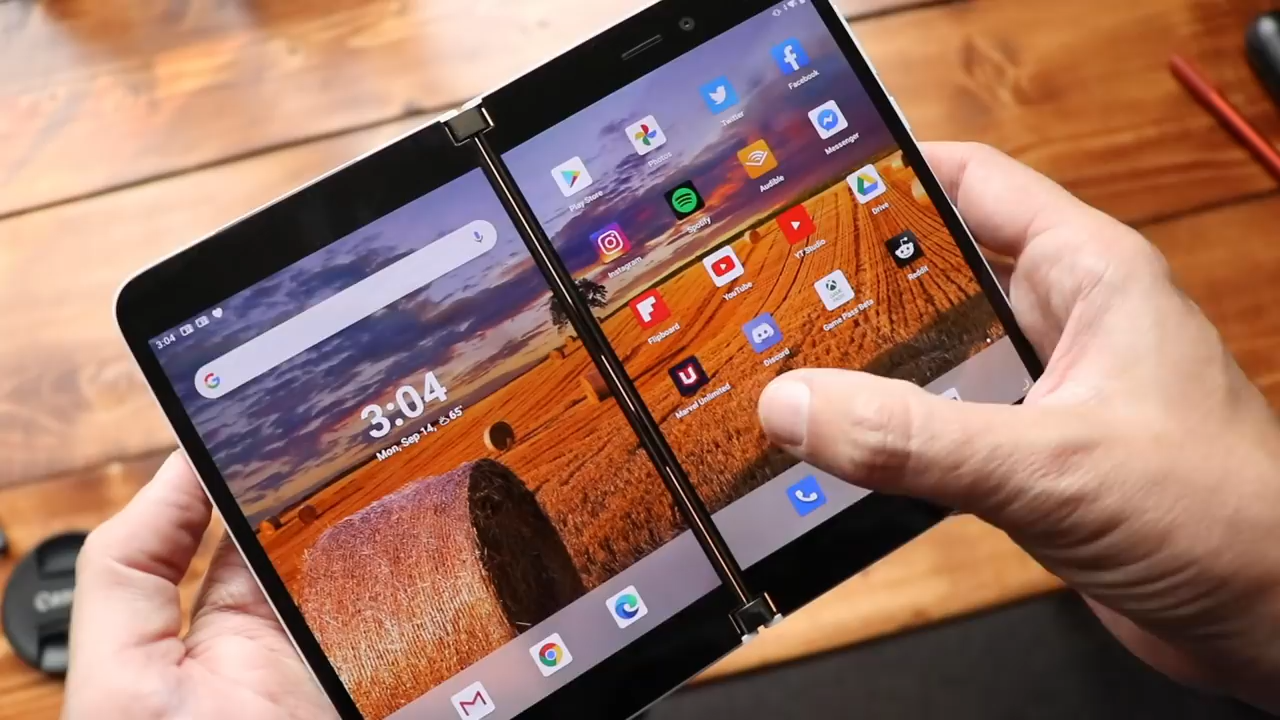 3:04
3:04
Mon, Sep 14, 65°
Play Store
Photos
Twitter
Facebook
Instagram
Spotify
Audible
Messenger
Flipboard
YouTube
YT Studio
Drive
Marvel Unlimited
Discord
Game Pass Beta
Reddit